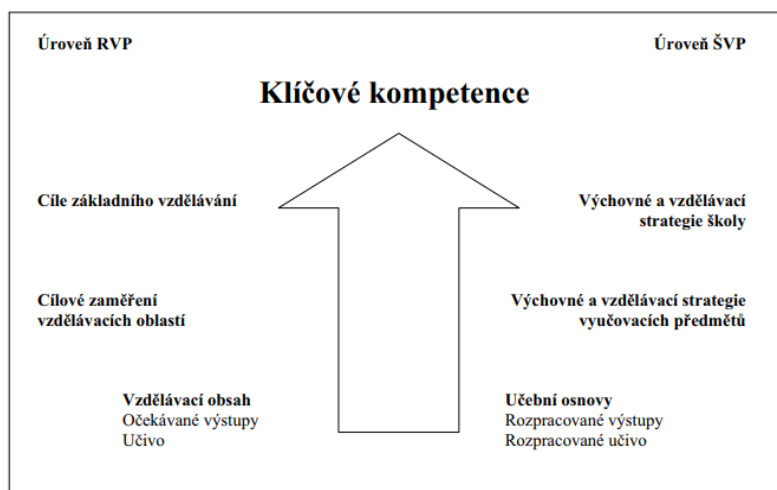 Úroveň RVP
Úroveň ŠVP
Klíčové kompetence
Cíle základního vzdělávání
Výchovné a vzdělávací
strategie školy
Cílové zaměření
vzdělávacích oblastí
Výchovné a vzdělávací strategie
vyučovacích předmětů
Vzdělávací obsah
Očekávané výstupy
Učivo
Učební osnovy
Rozpracované výstupy
Rozpracované učivo